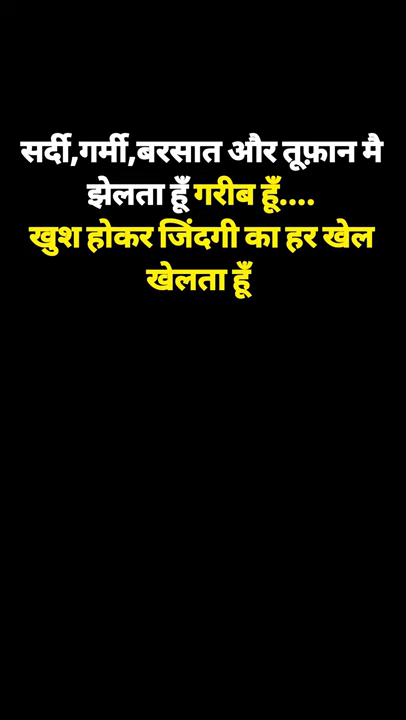 सर्दी,गर्मी,बरसात और तूफ़ान मै
झेलता हूँ गरीब हूँ....
खुश होकर जिंदगी का हर खेल
खेलता हूँ